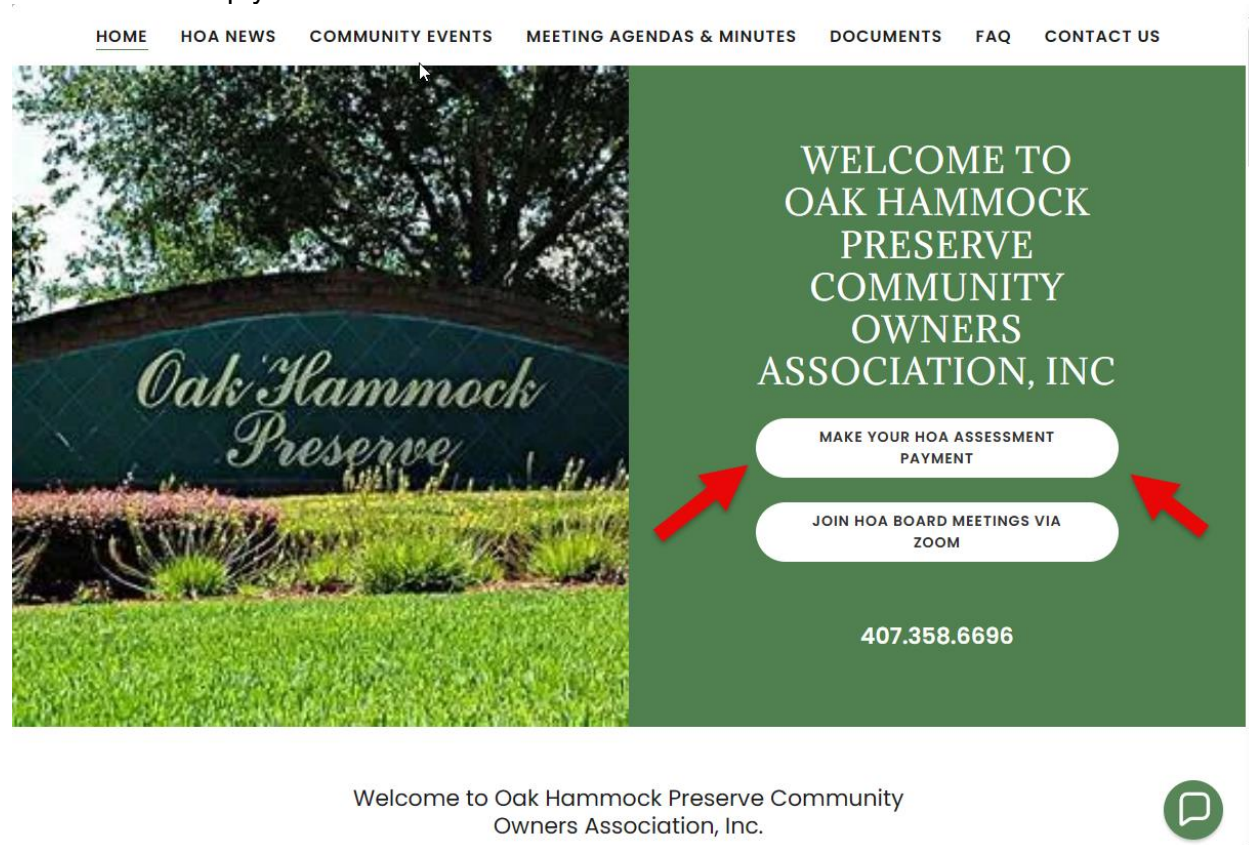 HOME HOA NEWS COMMUNITY EVENTS MEETING AGENDAS & MINUTES DOCUMENTS FAQ CONTACT US
Oak Hammock
Preserve
WELCOME TO
OAK HAMMOCK
PRESERVE
COMMUNITY
OWNERS
ASSOCIATION, INC
MAKE YOUR HOA ASSESSMENT
PAYMENT
JOIN HOA BOARD MEETINGS VIA
ZOOM
407.358.6696
Welcome to Oak Hammock Preserve Community
Owners Association, Inc.